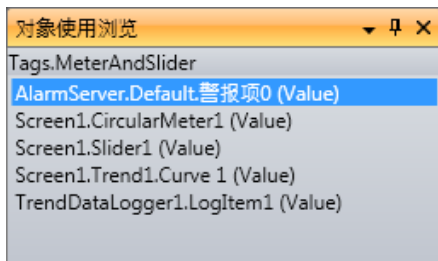 对象使用浏览
Tags.MeterAndSlider
AlarmServer.Default.警报项0 (Value)
Screen1.CircularMeter1 (Value)
Screen1.Slider1 (Value)
Screen1.Trend1.Curve 1 (Value)
TrendDataLogger1.LogItem1 (Value)